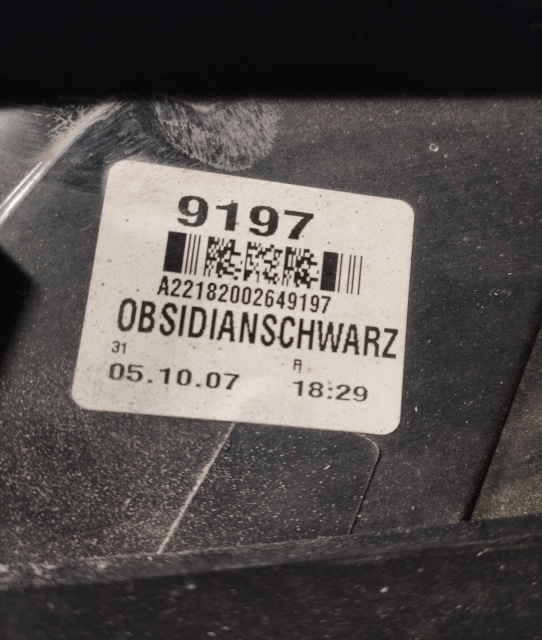 9197
A22182002649197
OBSIDIANSCHWARZ
31 R
05.10.07 18:29